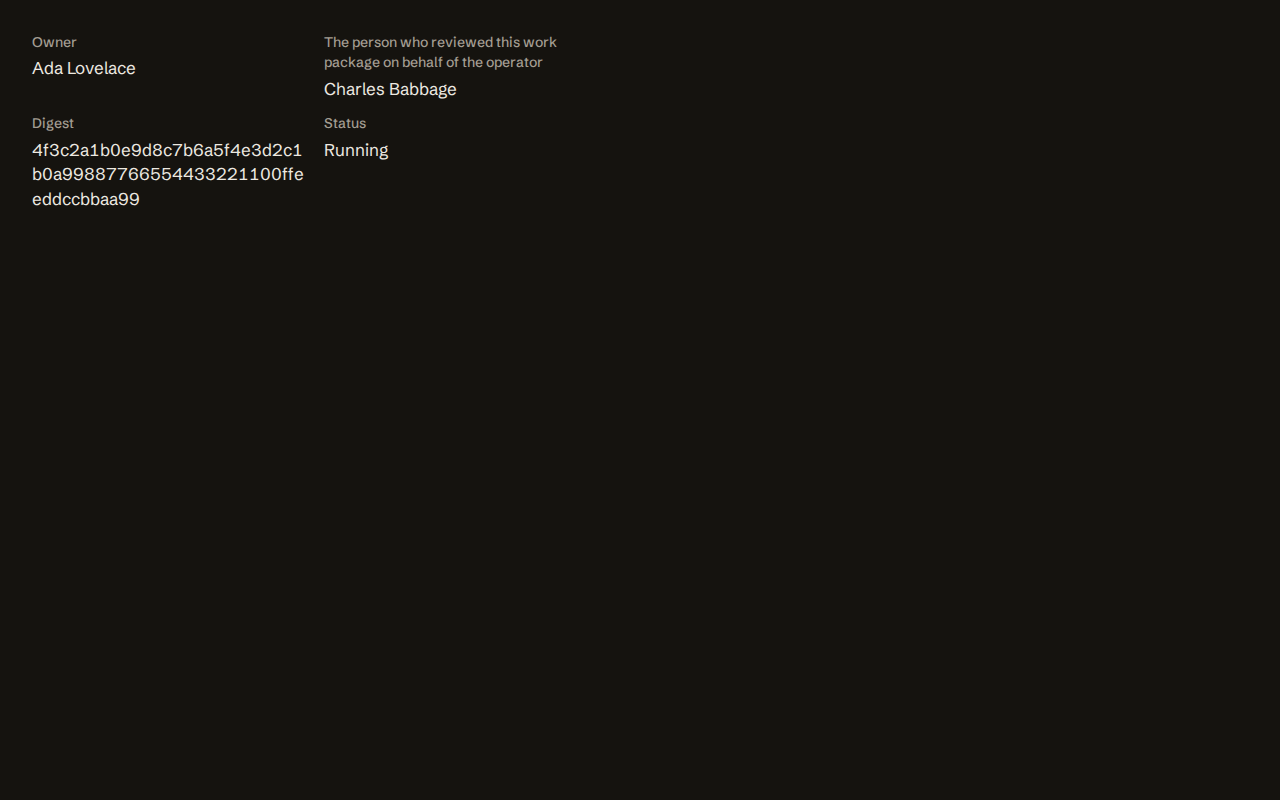 Owner
Ada Lovelace
The person who reviewed this work
package on behalf of the operator
Charles Babbage
Digest
4f3c2a1b0e9d8c7b6a5f4e3d2c1
b0a99887766554433221100ffe
eddccbbaa99
Status
Running